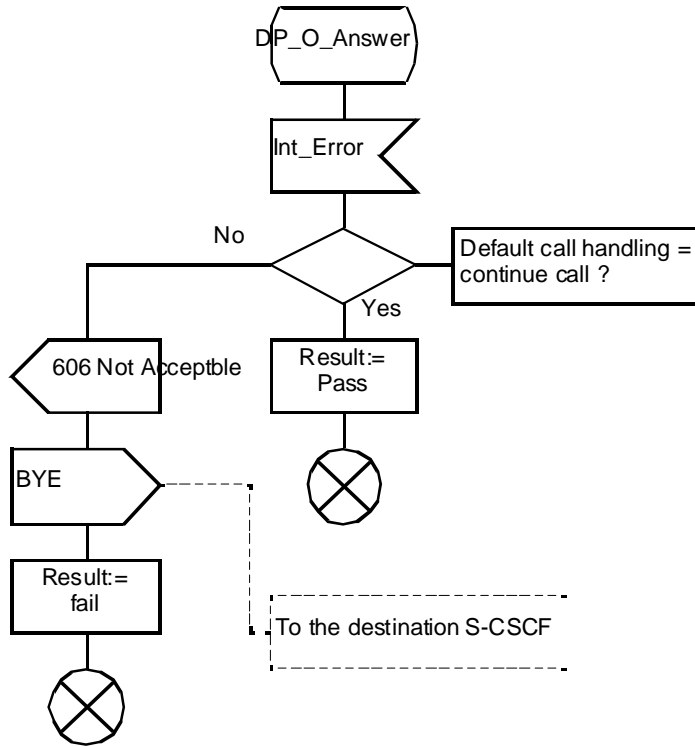 DP_O_Answer
Int_Error
No
Default call handling =
continue call ?
Yes
606 Not Acceptble
Result:=
Pass
BYE
Result:=
fail
To the destination S-CSCF